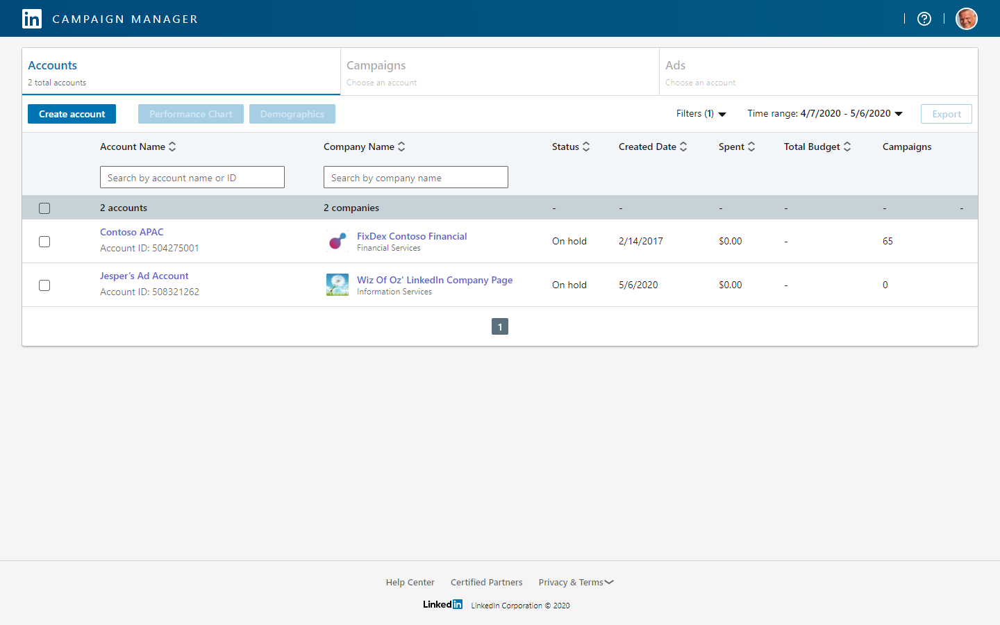 in CAMPAIGN MANAGER
Accounts
2 total accounts
Campaigns
Choose an account
Ads
Choose an account
Create account
Performance Chart
Demographics
Filters (1)
Time range: 4/7/2020 - 5/6/2020
Export
Account Name
Company Name
Status
Created Date
Spent
Total Budget
Campaigns
Search by account name or ID
Search by company name
2 accounts
2 companies
-
-
-
-
-
-
Contoso APAC
Account ID: 504275001
FixDex Contoso Financial
Financial Services
On hold
2/14/2017
$0.00
-
65
Jesper’s Ad Account
Account ID: 508321262
Wiz Of Oz' LinkedIn Company Page
Information Services
On hold
5/6/2020
$0.00
-
0
1
Help Center
Certified Partners
Privacy & Terms
LinkedIn
LinkedIn Corporation © 2020